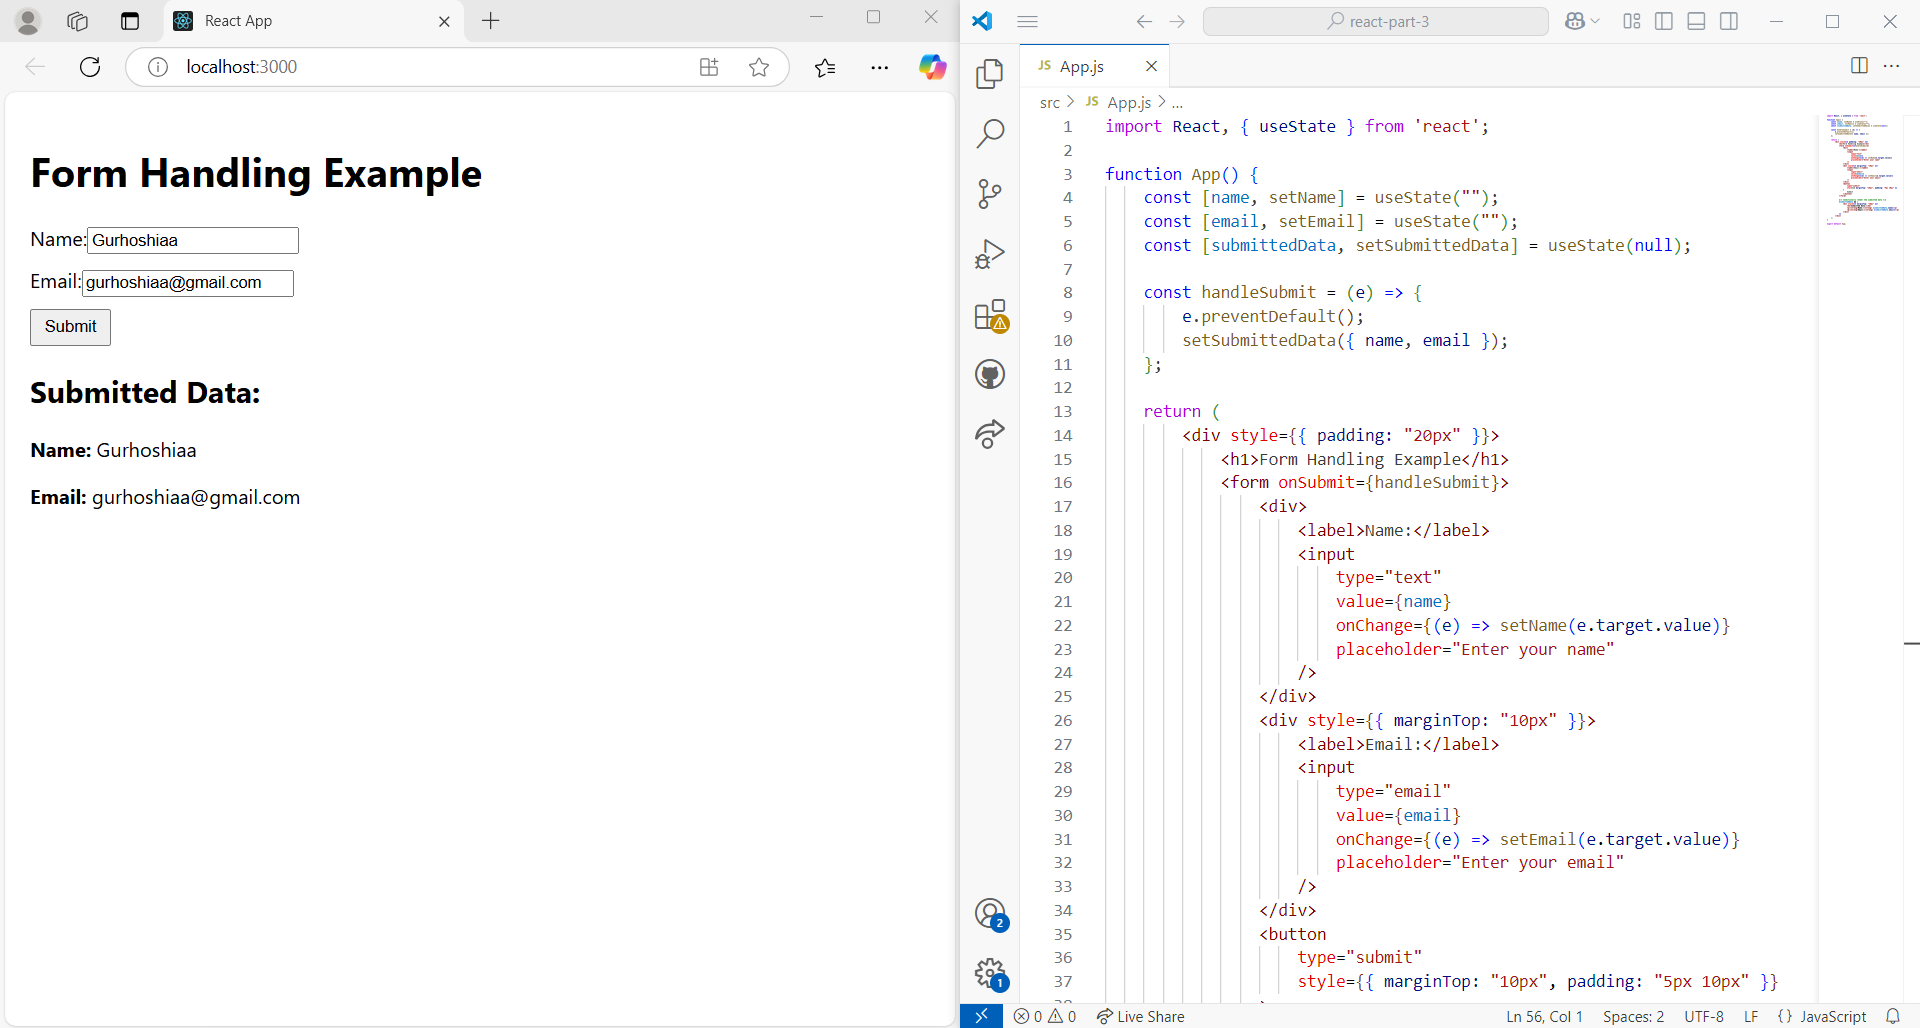 React App
localhost:3000
Form Handling Example
Name: Gurhoshiaa
Email: gurhoshiaa@gmail.com
Submit
Submitted Data:
Name: Gurhoshiaa
Email: gurhoshiaa@gmail.com
react-part-3
JS App.js
src > JS App.js > ...
1 import React, { useState } from 'react';
2
3 function App() {
4 const [name, setName] = useState("");
5 const [email, setEmail] = useState("");
6 const [submittedData, setSubmittedData] = useState(null);
7
8 const handleSubmit = (e) => {
9 e.preventDefault();
10 setSubmittedData({ name, email });
11 };
12
13 return (
14 <div style={{ padding: "20px" }}>
15 <h1>Form Handling Example</h1>
16 <form onSubmit={handleSubmit}>
17 <div>
18 <label>Name:</label>
19 <input
20 type="text"
21 value={name}
22 onChange={(e) => setName(e.target.value)}
23 placeholder="Enter your name"
24 />
25 </div>
26 <div style={{ marginTop: "10px" }}>
27 <label>Email:</label>
28 <input
29 type="email"
30 value={email}
31 onChange={(e) => setEmail(e.target.value)}
32 placeholder="Enter your email"
33 />
34 </div>
35 <button
36 type="submit"
37 style={{ marginTop: "10px", padding: "5px 10px" }}
2
1
0 0 Live Share Ln 56, Col 1 Spaces: 2 UTF-8 LF {} JavaScript